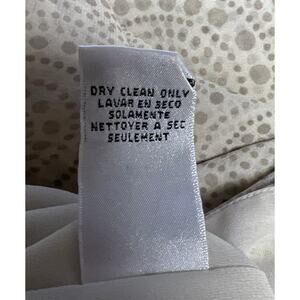 DRY CLEAN ONLY
LAVAR EN SECO
SOLAMENTE
NETTOYER A SEC
SEULEMENT